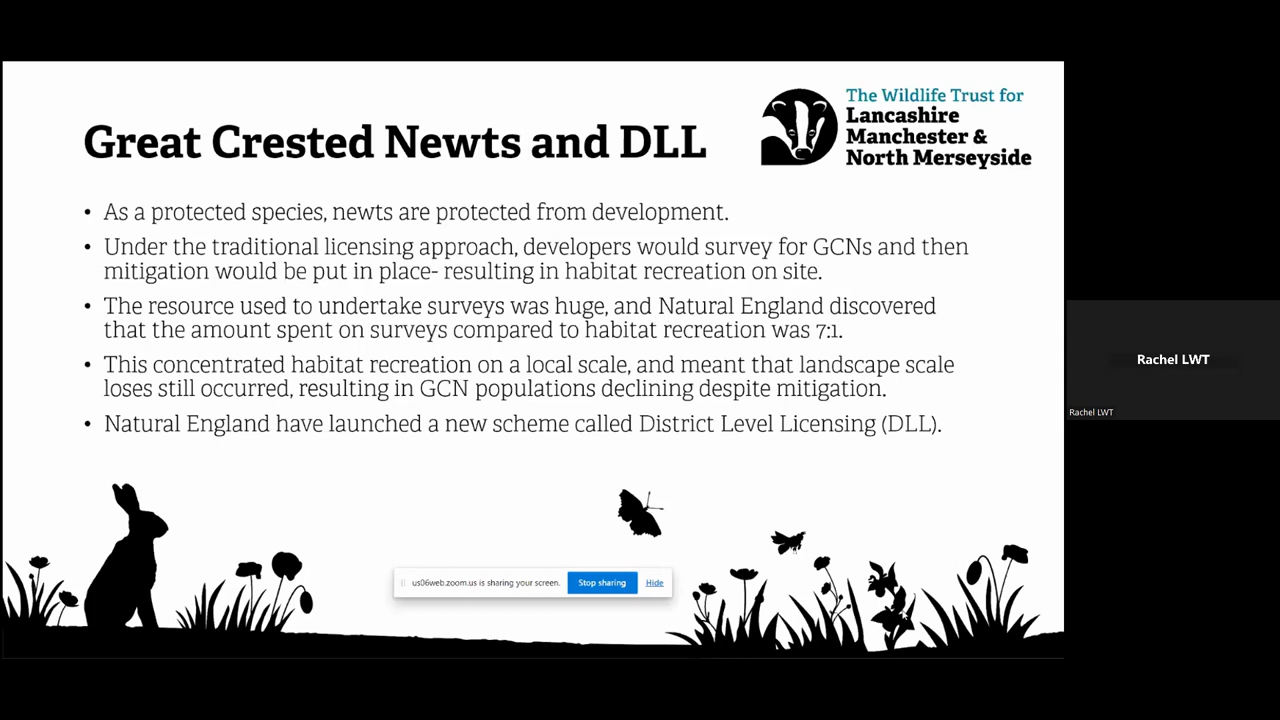 The Wildlife Trust for
Lancashire
Manchester &
North Merseyside
Great Crested Newts and DLL
• As a protected species, newts are protected from development.
• Under the traditional licensing approach, developers would survey for GCNs and then
mitigation would be put in place- resulting in habitat recreation on site.
• The resource used to undertake surveys was huge, and Natural England discovered
that the amount spent on surveys compared to habitat recreation was 7:1.
• This concentrated habitat recreation on a local scale, and meant that landscape scale
loses still occurred, resulting in GCN populations declining despite mitigation.
• Natural England have launched a new scheme called District Level Licensing (DLL).
us06web.zoom.us is sharing your screen.
Stop sharing
Hide
Rachel LWT
Rachel LWT